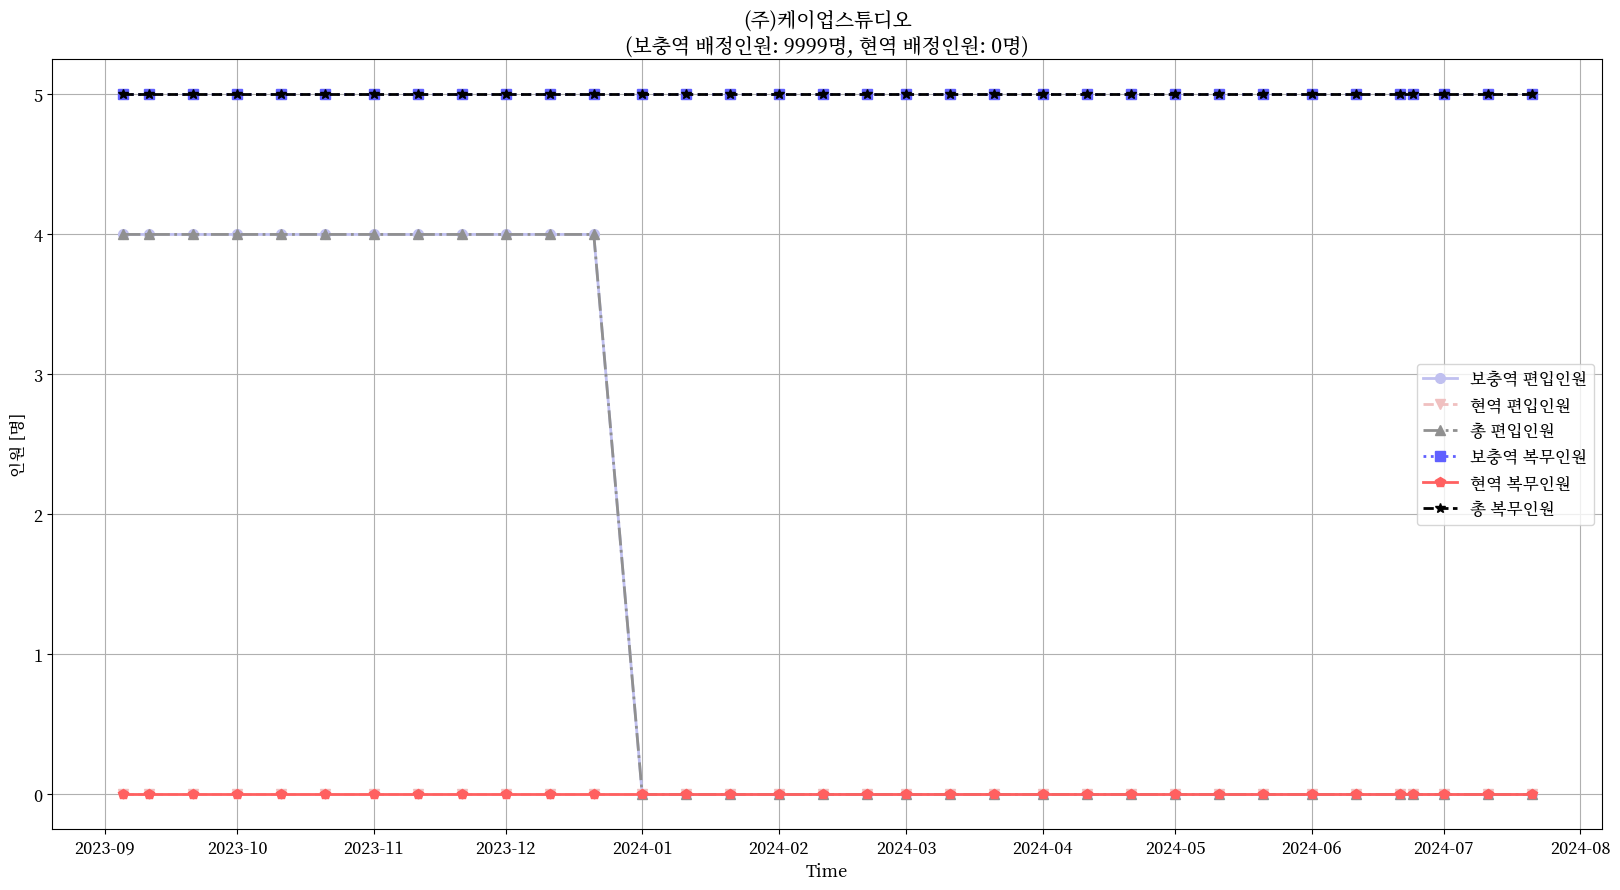 (주)케이업스튜디오
(보충역 배정인원: 9999명, 현역 배정인원: 0명)
5
4
3
2
1
0
인원 [명]
보충역 편입인원
현역 편입인원
총 편입인원
보충역 복무인원
현역 복무인원
총 복무인원
2023-09 2023-10 2023-11 2023-12 2024-01 2024-02 2024-03 2024-04 2024-05 2024-06 2024-07 2024-08
Time